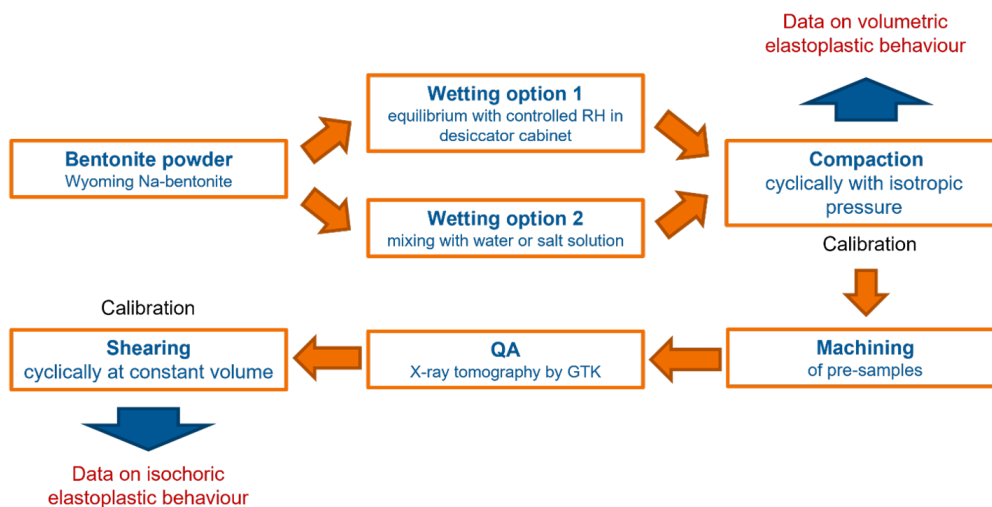 Data on volumetric
elastoplastic behaviour
Wetting option 1
equilibrium with controlled RH in
desiccator cabinet
Bentonite powder
Wyoming Na-bentonite
Compaction
cyclically with isotropic
pressure
Wetting option 2
mixing with water or salt solution
Calibration
Calibration
Shearing
cyclically at constant volume
QA
X-ray tomography by GTK
Machining
of pre-samples
Data on isochoric
elastoplastic behaviour